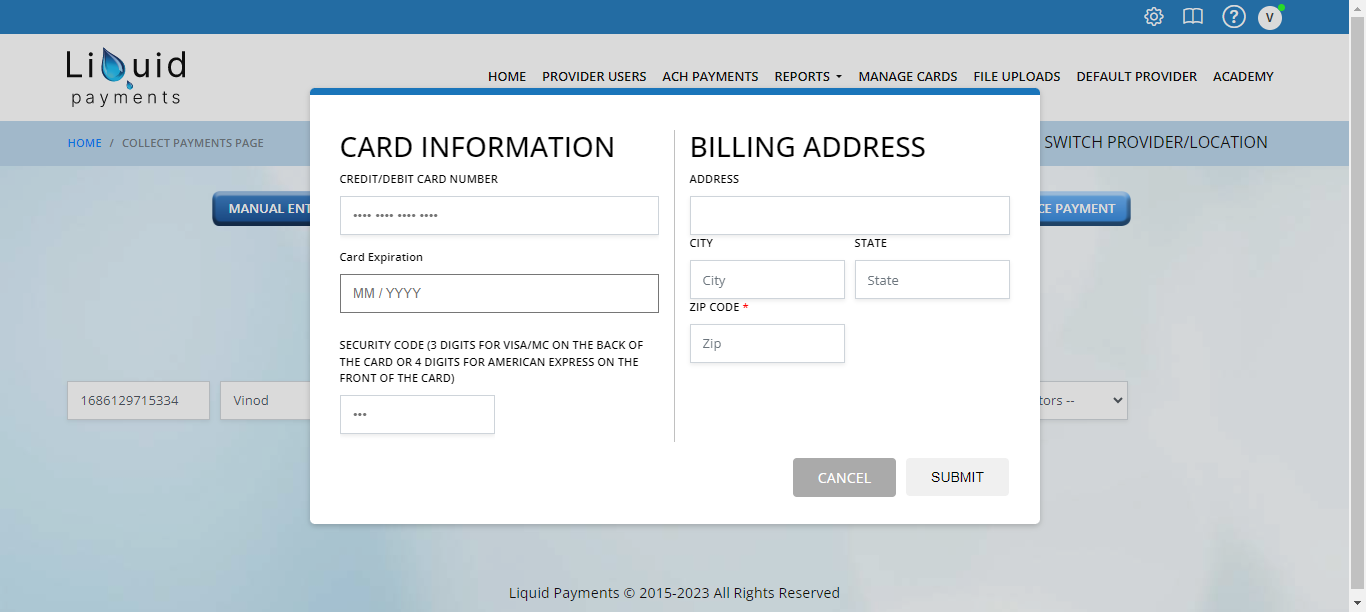 V
Liquid
payments
HOME PROVIDER USERS ACH PAYMENTS REPORTS MANAGE CARDS FILE UPLOADS DEFAULT PROVIDER ACADEMY
HOME / COLLECT PAYMENTS PAGE
SWITCH PROVIDER/LOCATION
MANUAL ENT
CE PAYMENT
1686129715334
Vinod
tors --
CARD INFORMATION
CREDIT/DEBIT CARD NUMBER
•••• •••• •••• ••••
Card Expiration
MM / YYYY
SECURITY CODE (3 DIGITS FOR VISA/MC ON THE BACK OF
THE CARD OR 4 DIGITS FOR AMERICAN EXPRESS ON THE
FRONT OF THE CARD)
•••
BILLING ADDRESS
ADDRESS
CITY STATE
City State
ZIP CODE *
Zip
CANCEL SUBMIT
Liquid Payments © 2015-2023 All Rights Reserved